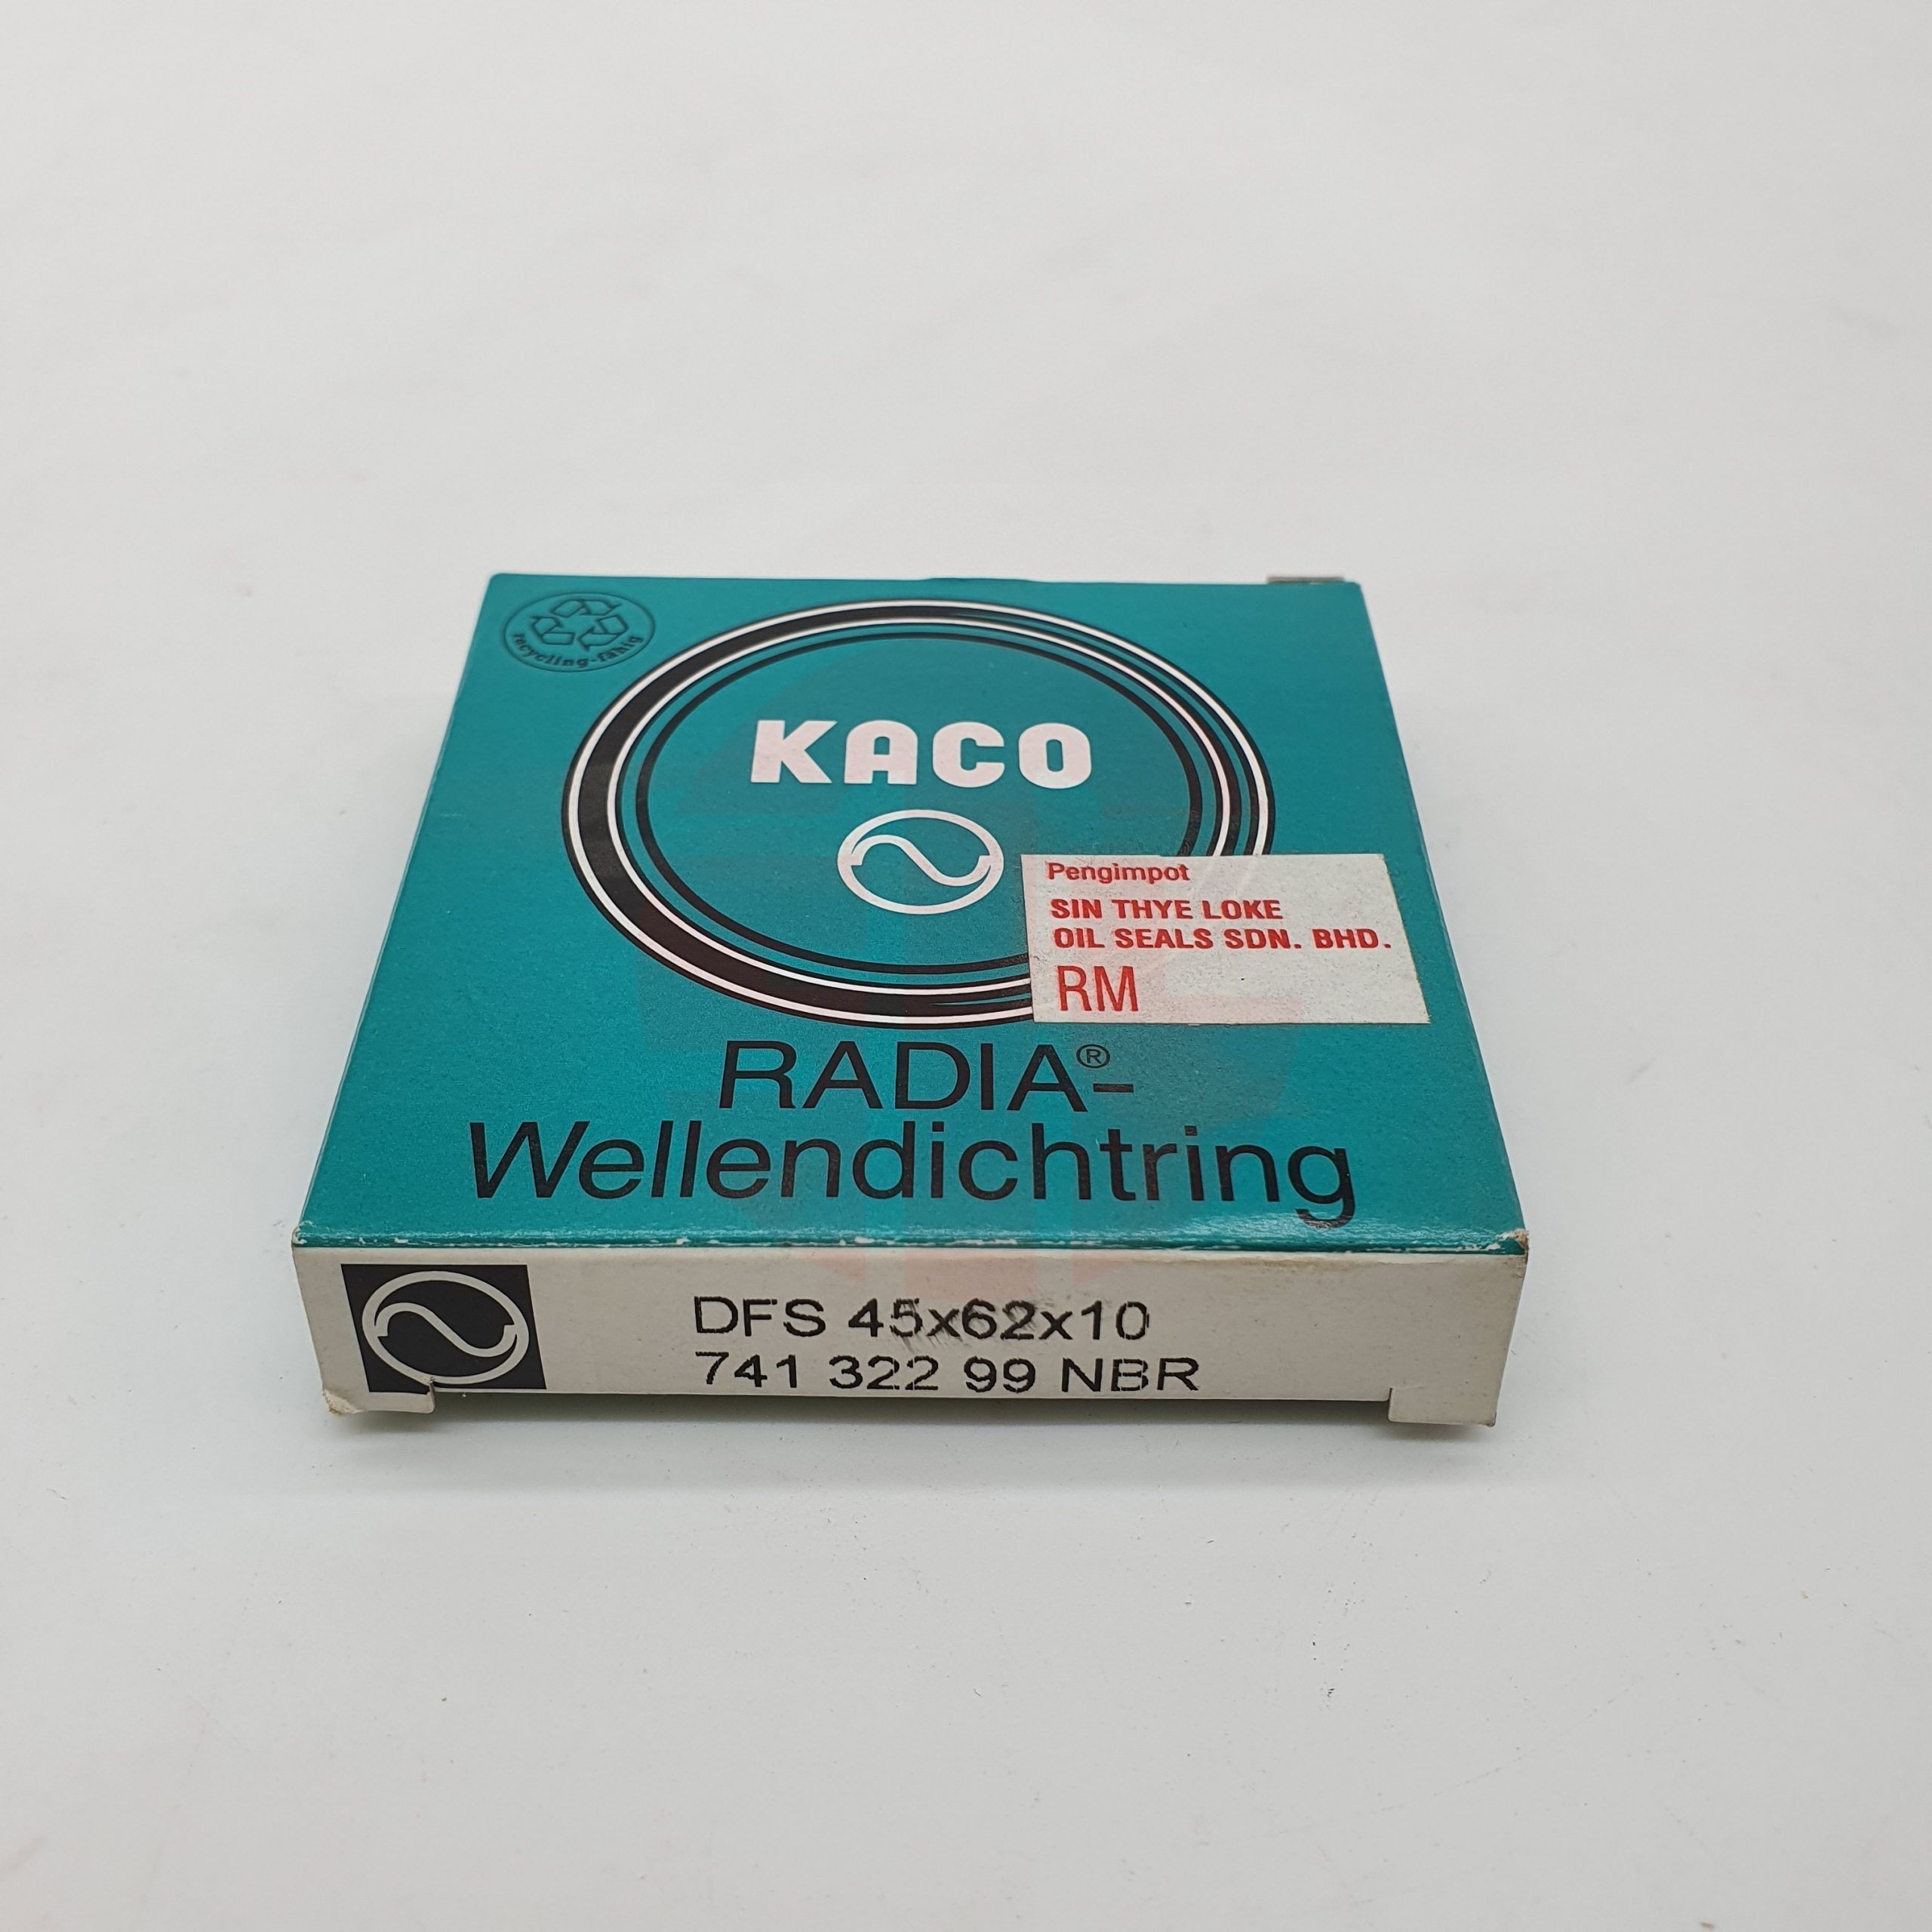 recycling-fähig
KACO
Pengimpot
SIN THYE LOKE
OIL SEALS SDN. BHD.
RM
RADIA®-
Wellendichtring
DFS 45x62x10
741 322 99 NBR